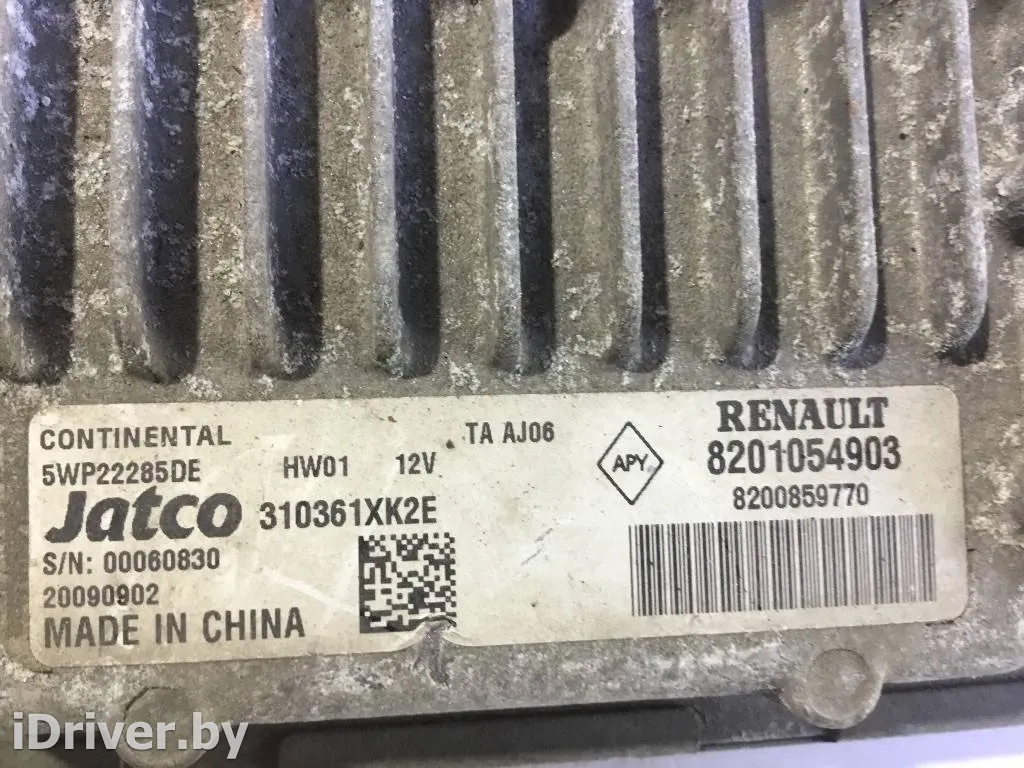 CONTINENTAL
TA AJ06
5WP22285DE
HW01
12V
Jatco 310361XK2E
S/N: 00060830
20090902
MADE IN CHINA
APY
RENAULT
8201054903
8200859770
iDriver.by